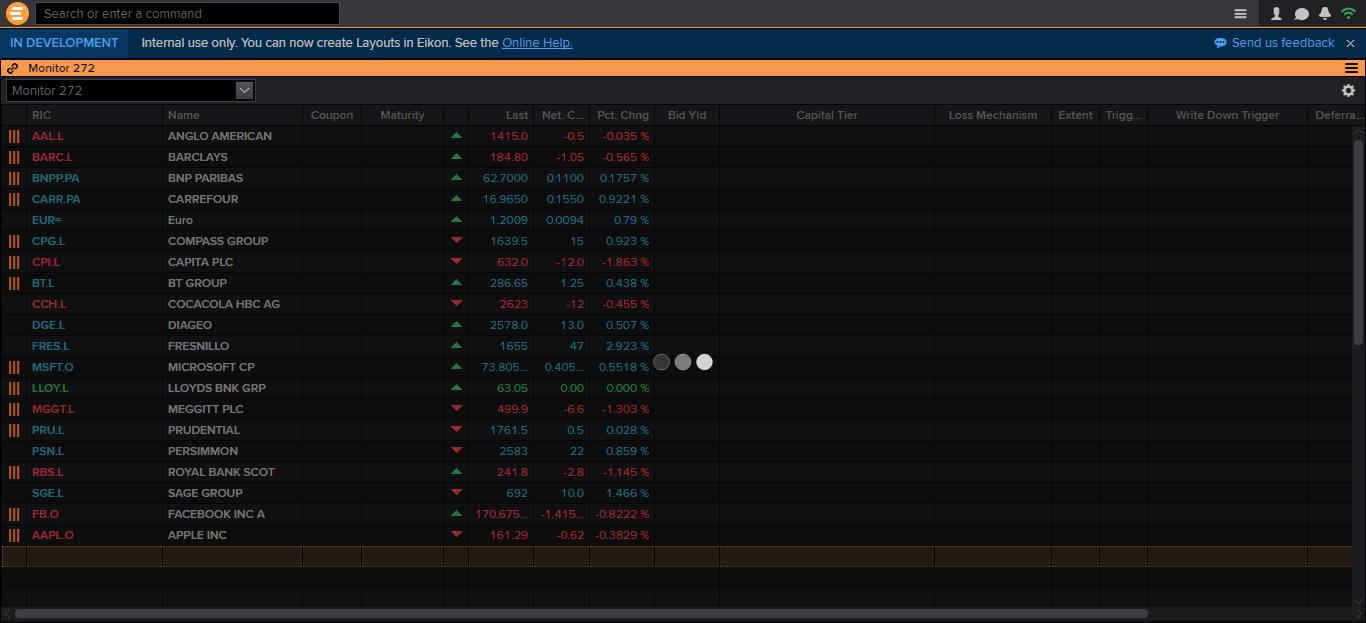 Search or enter a command
IN DEVELOPMENT Internal use only. You can now create Layouts in Eikon. See the Online Help. Send us feedback
Monitor 272
Monitor 272
RIC Name Coupon Maturity Last Net. C... Pct. Chng Bid Yld Capital Tier Loss Mechanism Extent Trigg... Write Down Trigger Deferra...
AAL.L ANGLO AMERICAN 1415.0 -0.5 -0.035 %
BARC.L BARCLAYS 184.80 -1.05 -0.565 %
BNPP.PA BNP PARIBAS 62.7000 0.1100 0.1757 %
CARR.PA CARREFOUR 16.9650 0.1550 0.9221 %
EUR= Euro 1.2009 0.0094 0.79 %
CPG.L COMPASS GROUP 1639.5 15 0.923 %
CPI.L CAPITA PLC 632.0 -12.0 -1.863 %
BT.L BT GROUP 286.65 1.25 0.438 %
CCH.L COCACOLA HBC AG 2623 -12 -0.455 %
DGE.L DIAGEO 2578.0 13.0 0.507 %
FRES.L FRESNILLO 1655 47 2.923 %
MSFT.O MICROSOFT CP 73.805... 0.405... 0.5518 %
LLOY.L LLOYDS BNK GRP 63.05 0.00 0.000 %
MGGT.L MEGGITT PLC 499.9 -6.6 -1.303 %
PRU.L PRUDENTIAL 1761.5 0.5 0.028 %
PSN.L PERSIMMON 2583 22 0.859 %
RBS.L ROYAL BANK SCOT 241.8 -2.8 -1.145 %
SGE.L SAGE GROUP 692 10.0 1.466 %
FB.O FACEBOOK INC A 170.675... -1.415... -0.8222 %
AAPL.O APPLE INC 161.29 -0.62 -0.3829 %